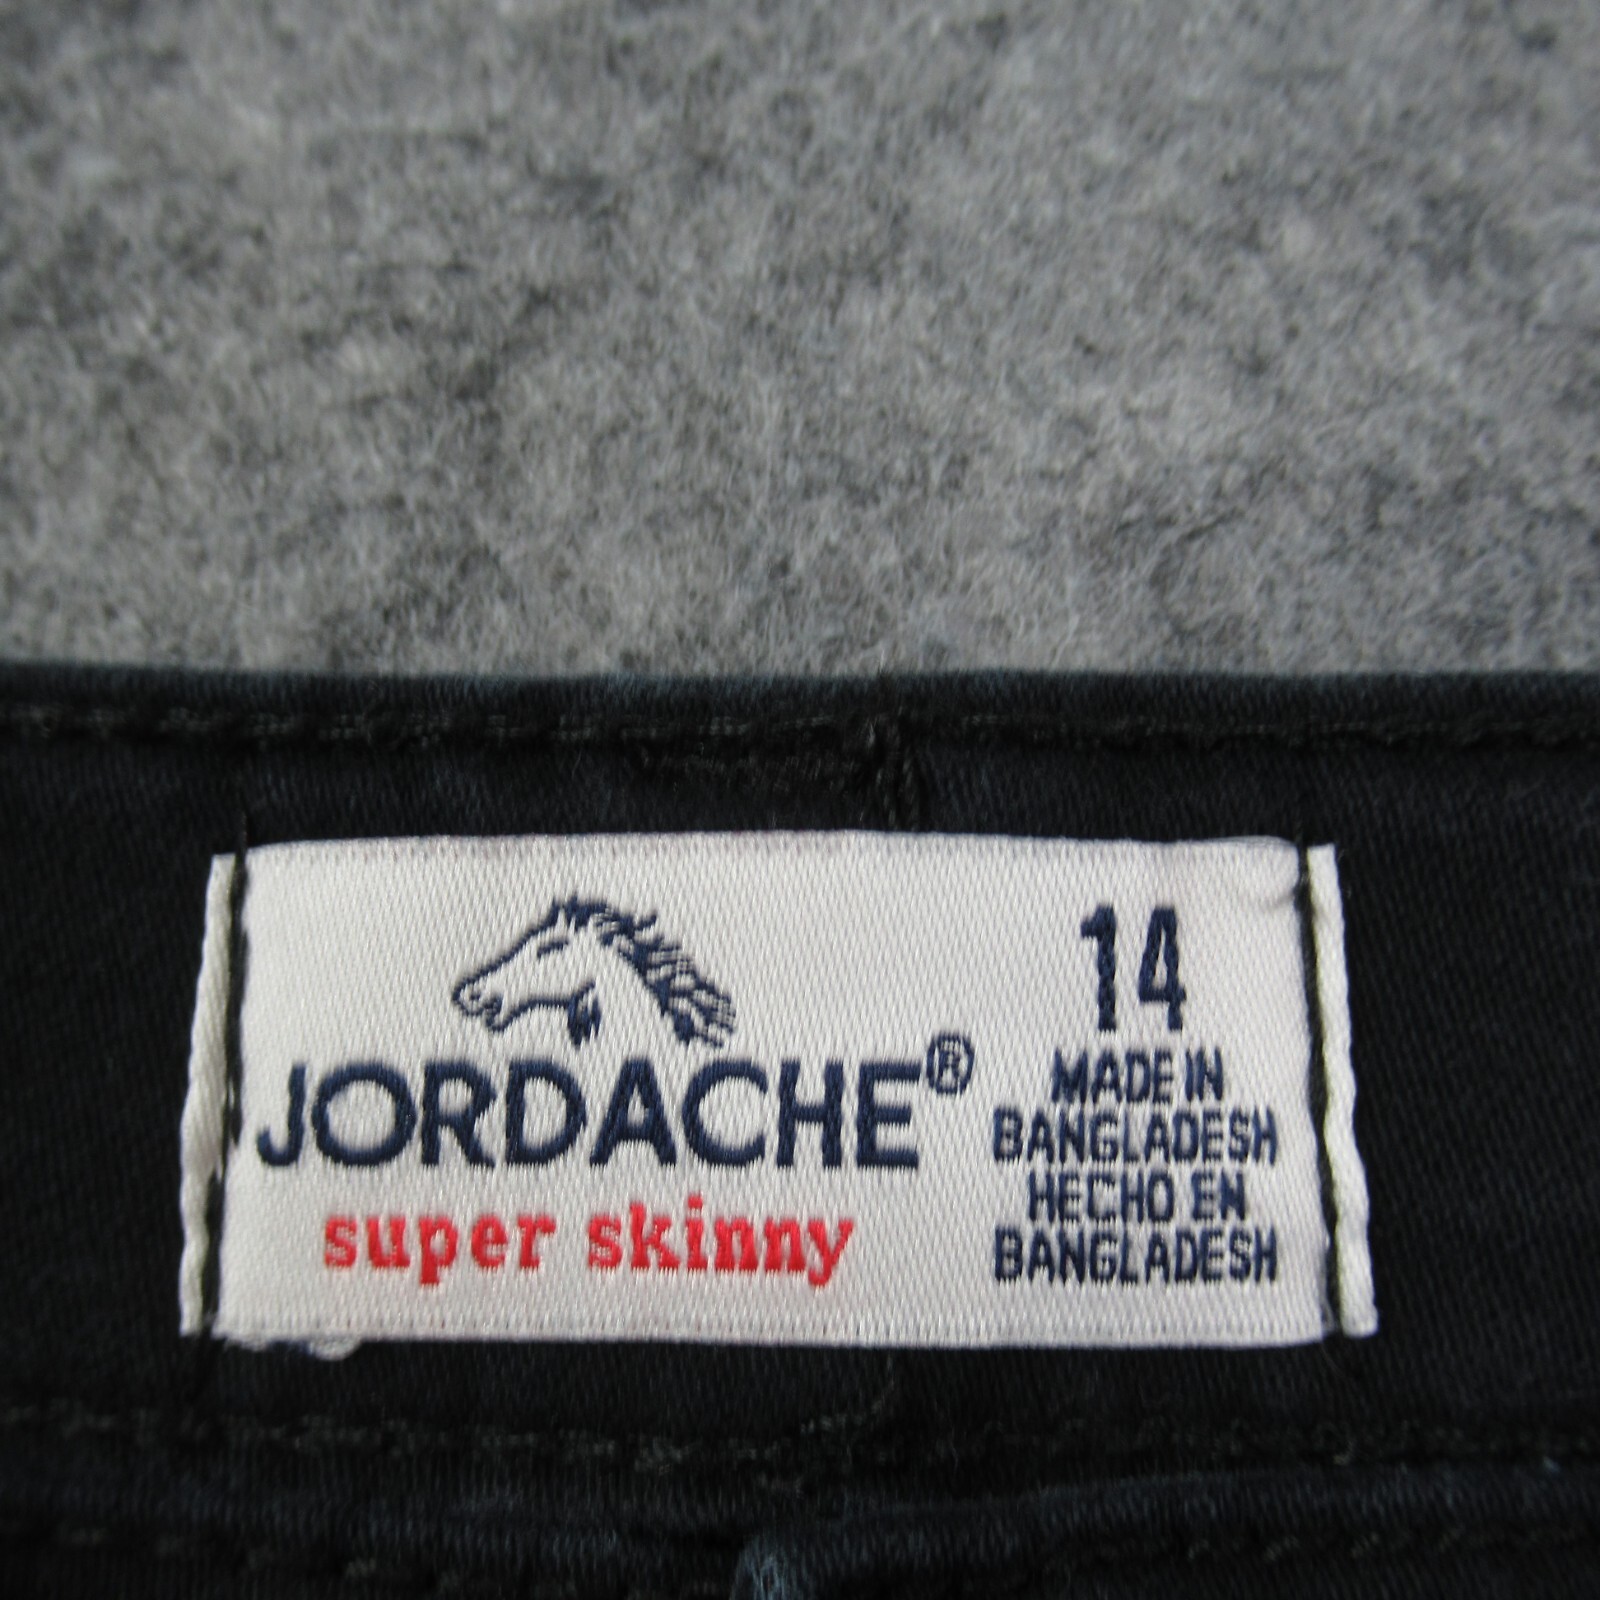 JORDACHE®
super skinny
14
MADE IN
BANGLADESH
HECHO EN
BANGLADESH